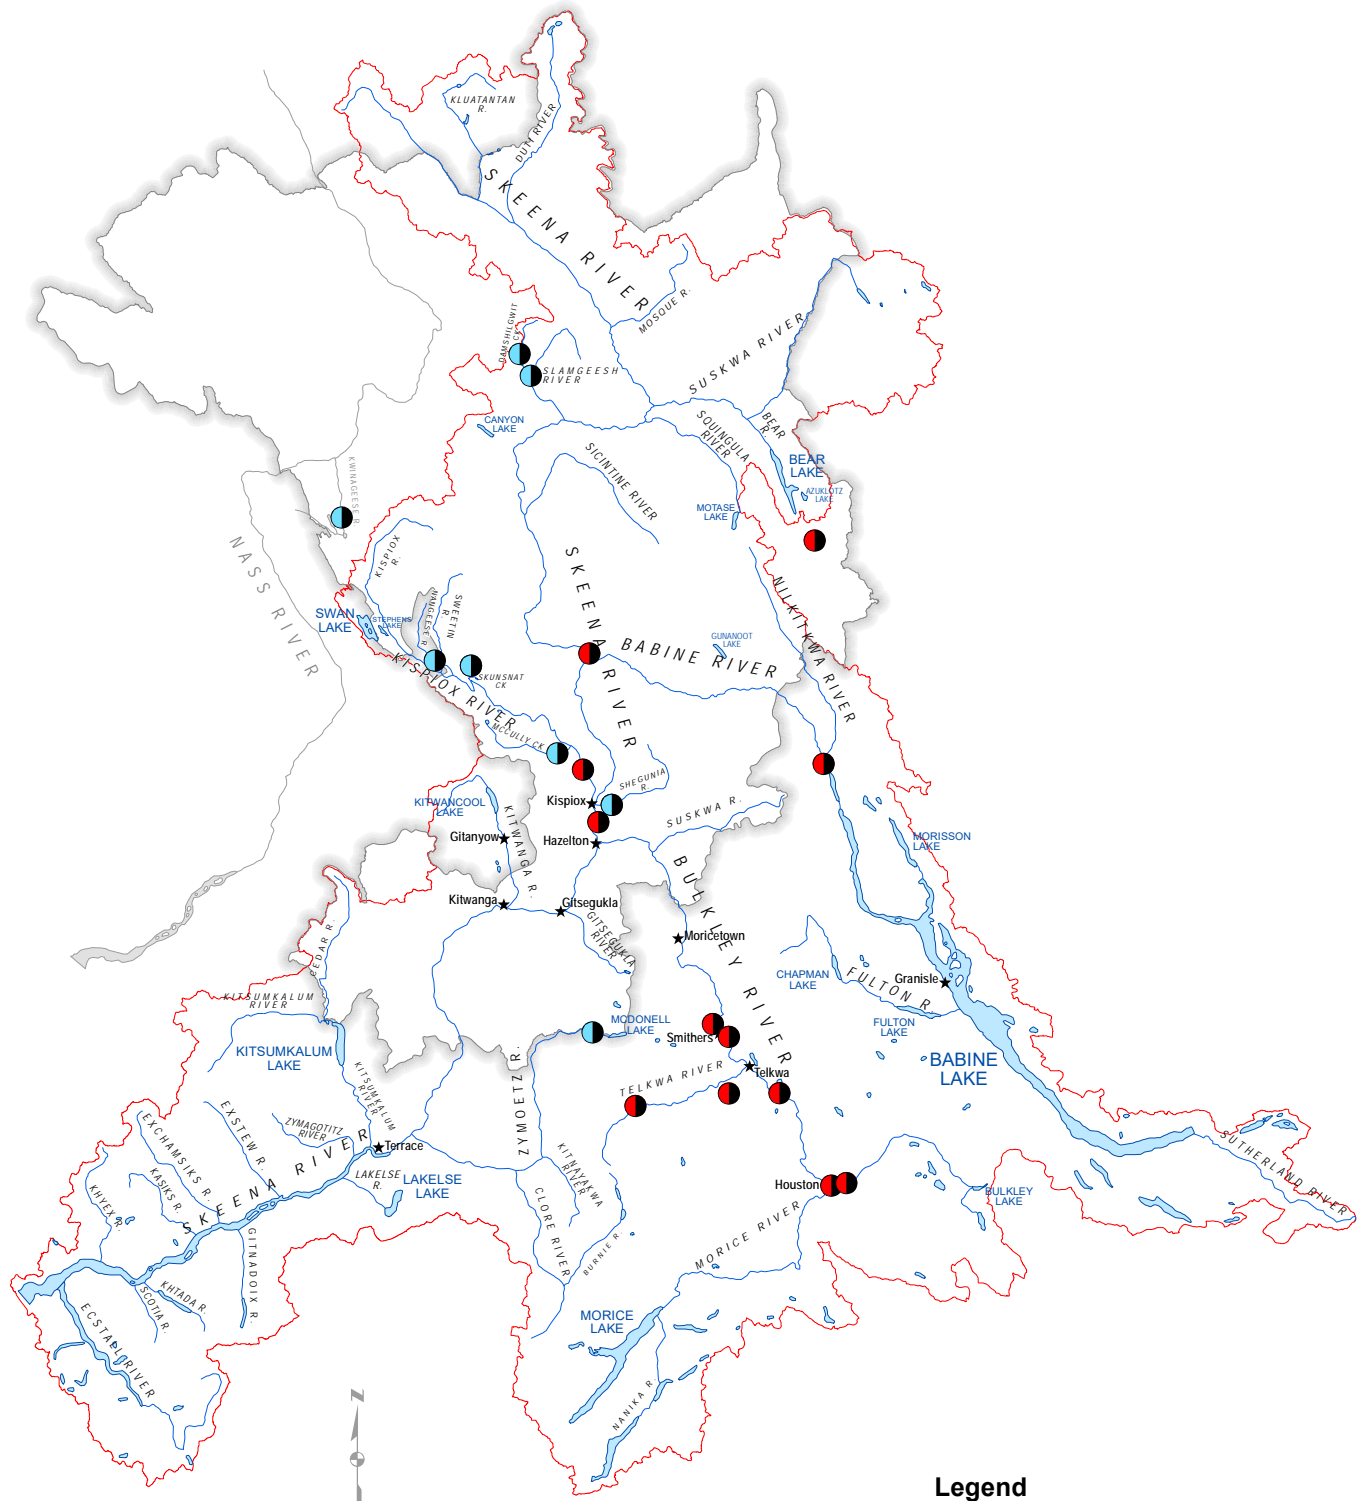 KLUATANTAN
R.
DUTI RIVER
SKEENA RIVER
MOSQUE R.
DAMSHILGWIT
CK
SLAMGEESH
RIVER
SUSKWA RIVER
CANYON
LAKE
SQUINGULA
RIVER
BEAR
R.
BEAR
LAKE
AZUKLOTZ
LAKE
SICINTINE RIVER
MOTASE
LAKE
KWINAGEESE R.
NASS RIVER
KISPIOX
R.
SKEENA RIVER
NILKITKWA RIVER
SWAN
LAKE
STEPHENS
LAKE
NANGEESE R.
SWEETIN
R.
GUNANOOT
LAKE
BABINE RIVER
KISPIOX RIVER
SKUNSNAT
CK
MCCULLY CK
SHEGUNIA
R.
KITWANCOOL
LAKE
KITWANGA R.
Kispiox
SUSKWA R.
Gitanyow
Hazelton
MORISSON
LAKE
BULKLEY RIVER
Kitwanga
Gitsegukla
GITSEGUKLA
RIVER
Moricetown
CEDAR R.
CHAPMAN
LAKE
FULTON R.
Granisle
KITSUMKALUM
RIVER
MCDONELL
LAKE
FULTON
LAKE
Smithers
KITSUMKALUM
LAKE
ZYMOETZ R.
BABINE
LAKE
KITSUMKALUM
RIVER
TELKWA RIVER
Telkwa
EXCHAMSIKS R.
EXSTEW R.
ZYMAGOTITZ
RIVER
Terrace
SUTHERLAND RIVER
KHYEX R.
KASIKS R.
SKEENA RIVER
LAKELSE
R.
LAKELSE
LAKE
KITNAYAKWA
RIVER
CLORE RIVER
Houston
BULKLEY
LAKE
GITNADOIX R.
BURNIE R.
MORICE RIVER
KHTADA R.
SCOTIA R.
ECSTALL RIVER
MORICE
LAKE
NANIKA R.
N
Legend